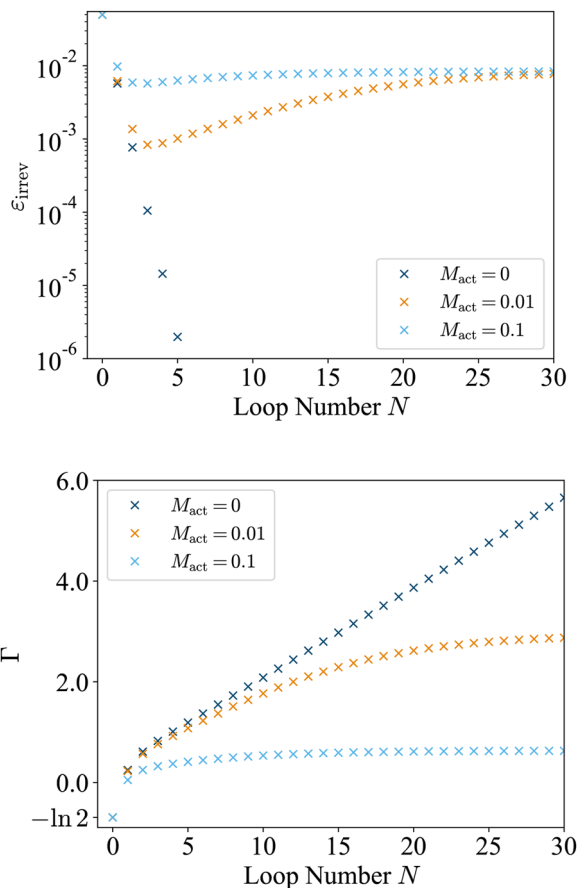 ε_irrev
10^-2
10^-3
10^-4
10^-5
10^-6
M_act = 0
M_act = 0.01
M_act = 0.1
0 5 10 15 20 25 30
Loop Number N
Γ
6.0
4.0
2.0
0.0
−ln 2
M_act = 0
M_act = 0.01
M_act = 0.1
0 5 10 15 20 25 30
Loop Number N